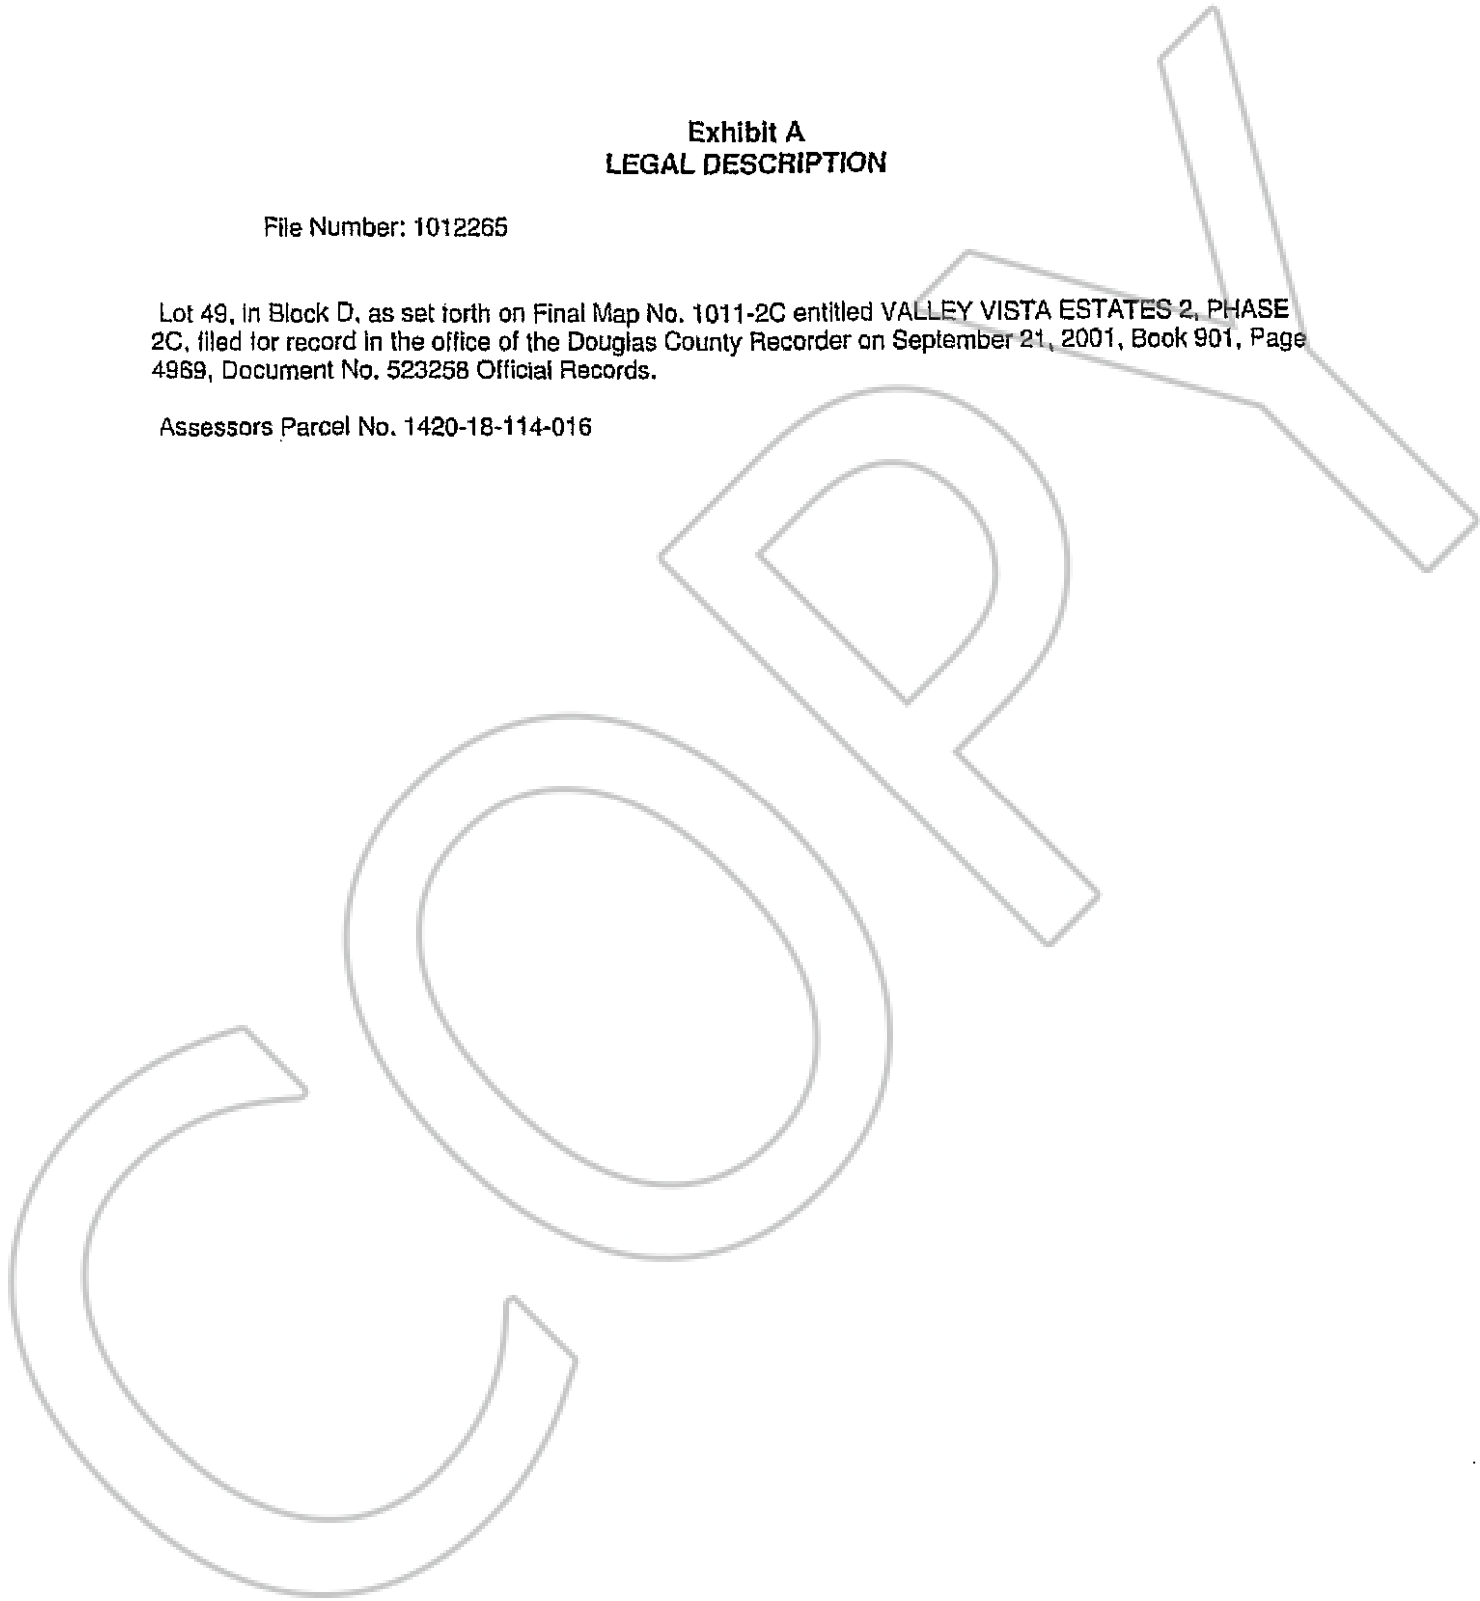 Exhibit A
LEGAL DESCRIPTION
File Number: 1012265
Lot 49, in Block D, as set forth on Final Map No. 1011-2C entitled VALLEY VISTA ESTATES 2, PHASE
2C, filed for record in the office of the Douglas County Recorder on September 21, 2001, Book 901, Page
4969, Document No. 523258 Official Records.
Assessors Parcel No. 1420-18-114-016
COPY